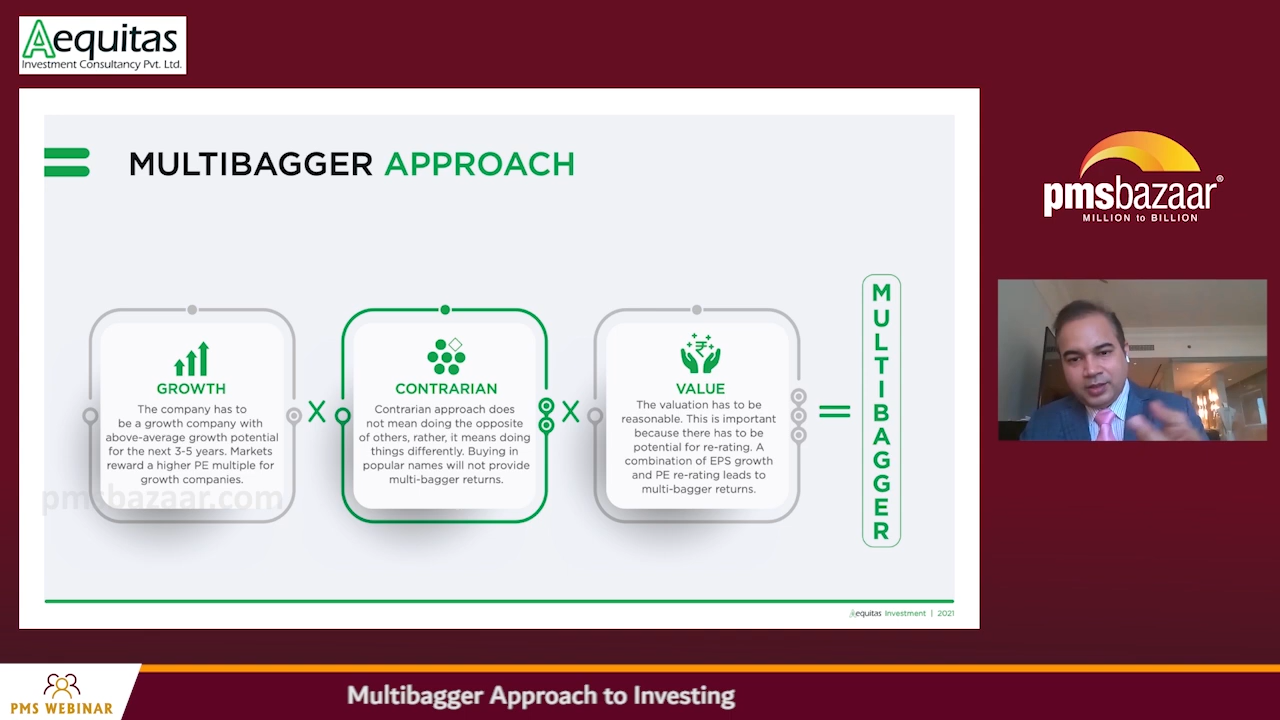 Aequitas
Investment Consultancy Pvt. Ltd.
MULTIBAGGER APPROACH
GROWTH
The company has to
be a growth company with
above-average growth potential
for the next 3-5 years. Markets
reward a higher PE multiple for
growth companies.
X
CONTRARIAN
Contrarian approach does
not mean doing the opposite
of others, rather, it means doing
things differently. Buying in
popular names will not provide
multi-bagger returns.
X
VALUE
The valuation has to be
reasonable. This is important
because there has to be
potential for re-rating. A
combination of EPS growth
and PE re-rating leads to
multi-bagger returns.
=
M
U
L
T
I
B
A
G
G
E
R
pmsbazaar.com
Aequitas Investment | 2021
pmsbazaar®
MILLION to BILLION
PMS WEBINAR
Multibagger Approach to Investing